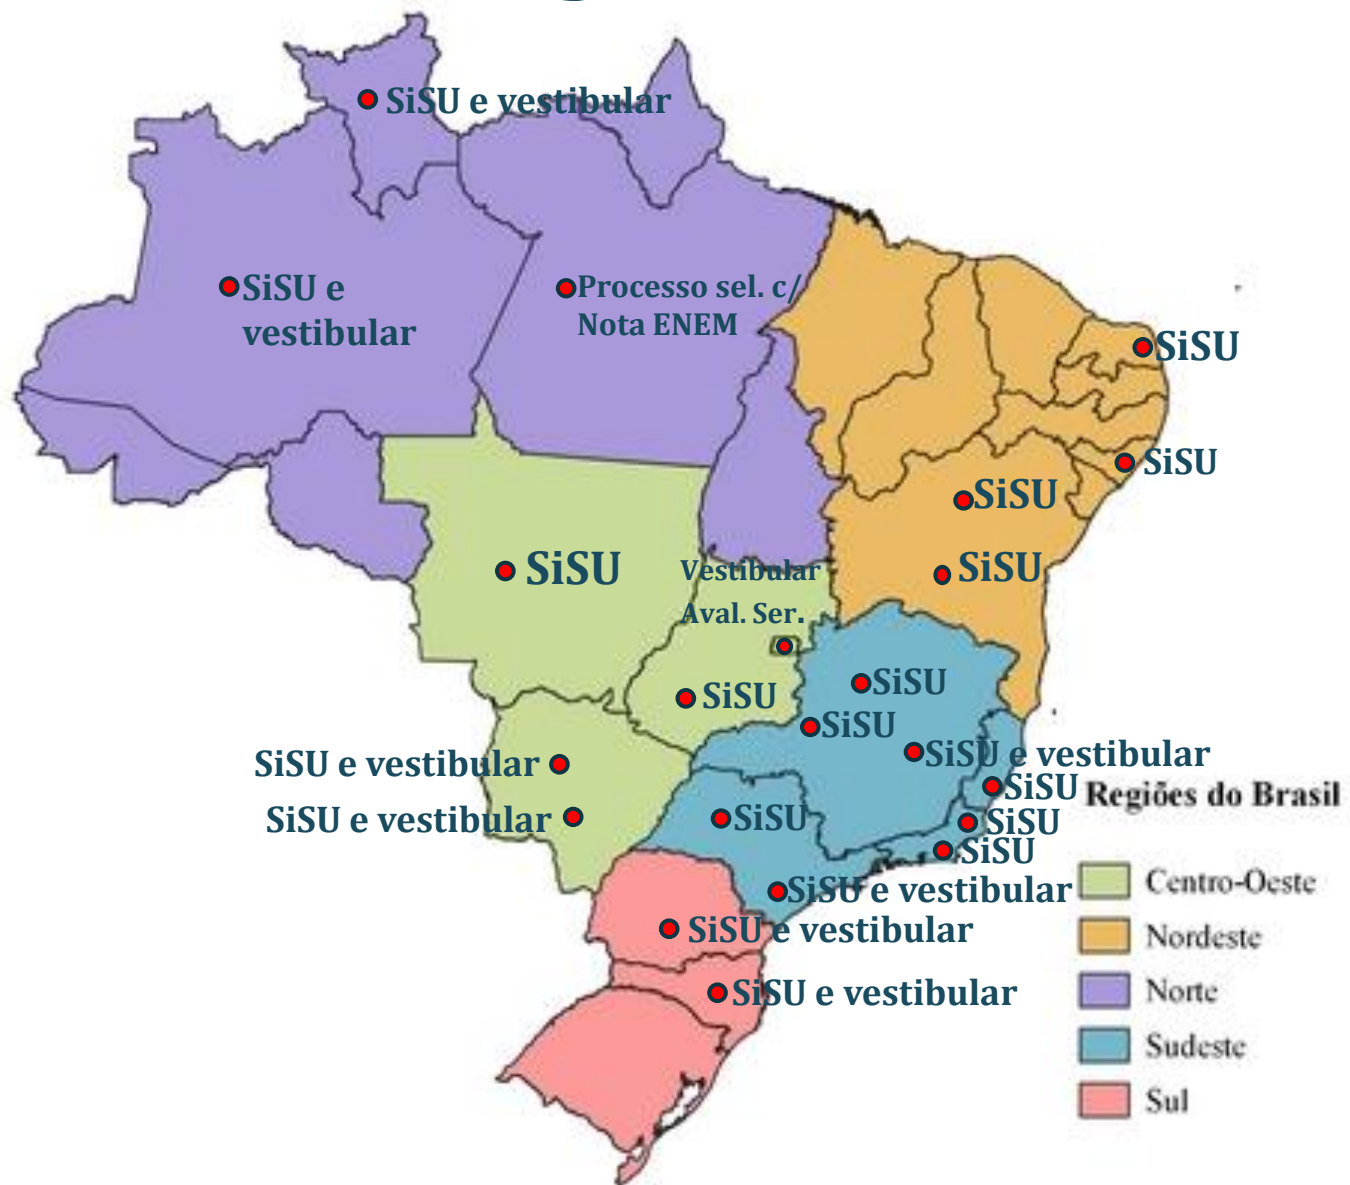 SiSU e vestibular
SiSU e
vestibular
Processo sel. c/
Nota ENEM
SiSU
SiSU
SiSU
SiSU
SiSU
Vestibular
Aval. Ser.
SiSU
SiSU
SiSU
SiSU e vestibular
SiSU e vestibular
SiSU
Regiões do Brasil
SiSU e vestibular
SiSU
SiSU
SiSU
Centro-Oeste
SiSU e vestibular
SiSU e vestibular
Nordeste
SiSU e vestibular
Norte
Sudeste
Sul